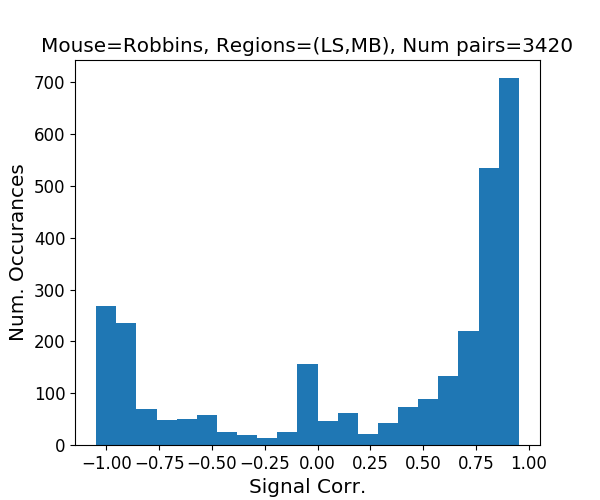 Mouse=Robbins, Regions=(LS,MB), Num pairs=3420
700
600
500
400
300
200
100
0
Num. Occurances
−1.00 −0.75 −0.50 −0.25 0.00 0.25 0.50 0.75 1.00
Signal Corr.